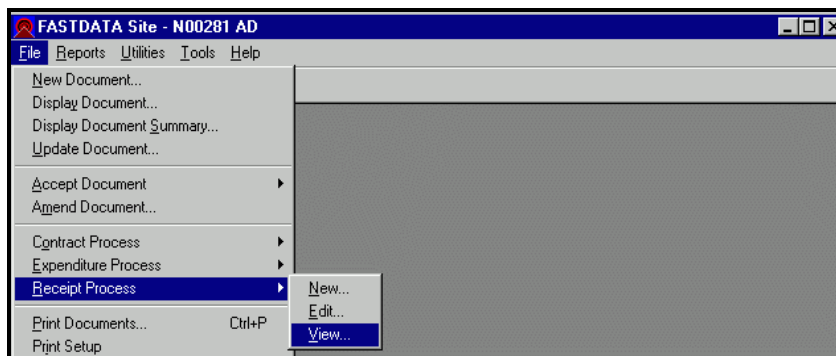 FASTDATA Site - N00281 AD
File Reports Utilities Tools Help
New Document...
Display Document...
Display Document Summary...
Update Document...
Accept Document
Amend Document...
Contract Process
Expenditure Process
Receipt Process
New...
Edit...
View...
Print Documents... Ctrl+P
Print Setup